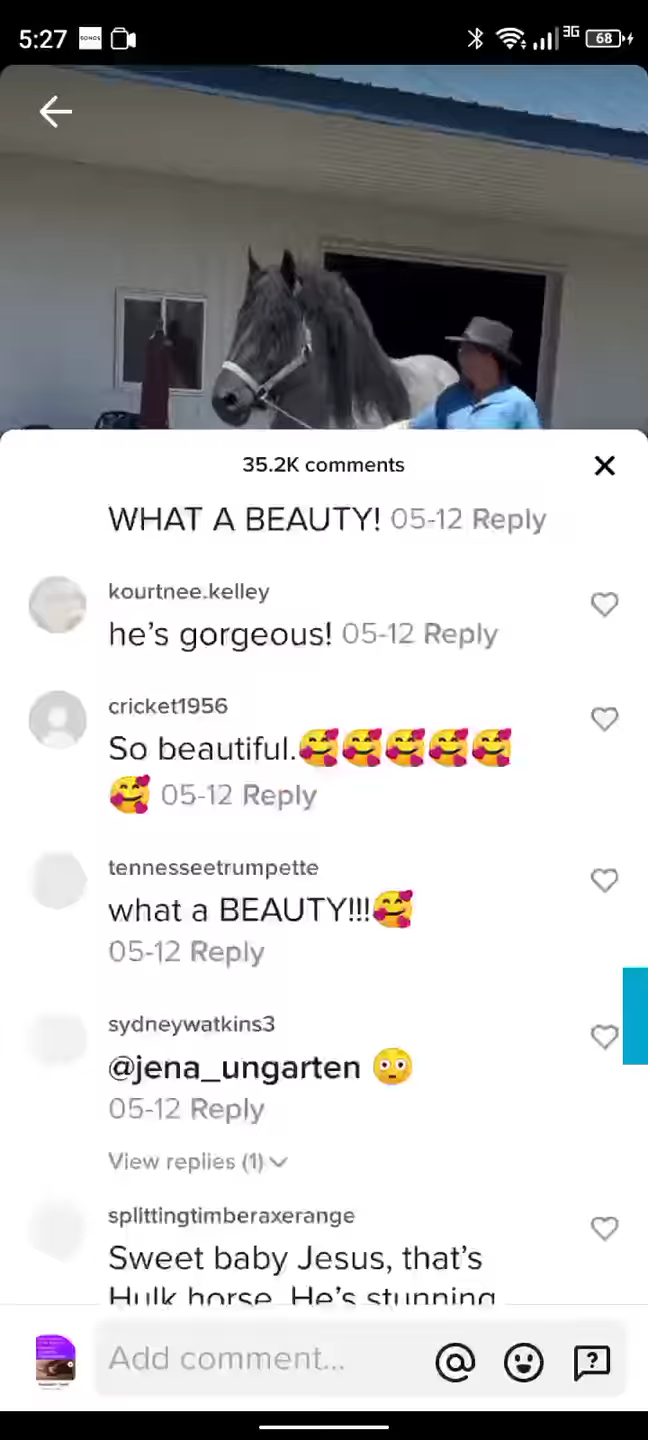 5:27 SONOS 3G 68
35.2K comments
WHAT A BEAUTY! 05-12 Reply
kourtnee.kelley
he's gorgeous! 05-12 Reply
cricket1956
So beautiful.🥰🥰🥰🥰🥰
🥰 05-12 Reply
tennesseetrumpette
what a BEAUTY!!!🥰
05-12 Reply
sydneywatkins3
@jena_ungarten 😳
05-12 Reply
View replies (1)
splittingtimberaxerange
Sweet baby Jesus, that's
Hulk horse. He's stunning
Add comment...